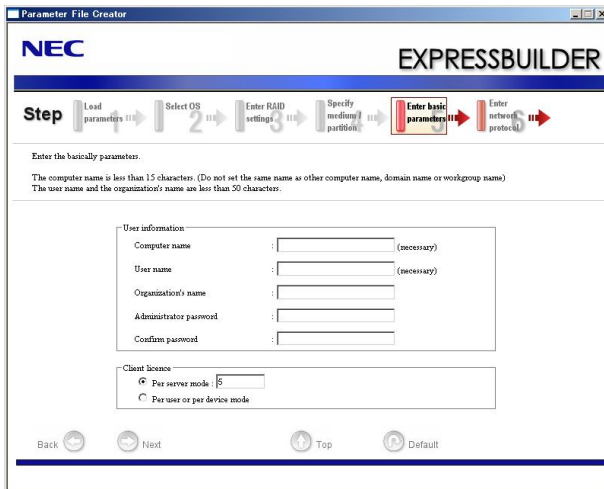 Parameter File Creator
NEC
EXPRESSBUILDER
Step
Load parameters 1
Select OS 2
Enter RAID settings 3
Specify medium / partition 4
Enter basic parameters 5
Enter network protocol 6
Enter the basically parameters.
The computer name is less than 15 characters. (Do not set the same name as other computer name, domain name or workgroup name)
The user name and the organization's name are less than 50 characters.
User information
Computer name : (necessary)
User name : (necessary)
Organization's name :
Administrator password :
Confirm password :
Client licence
Per server mode : 5
Per user or per device mode
Back Next Top Default